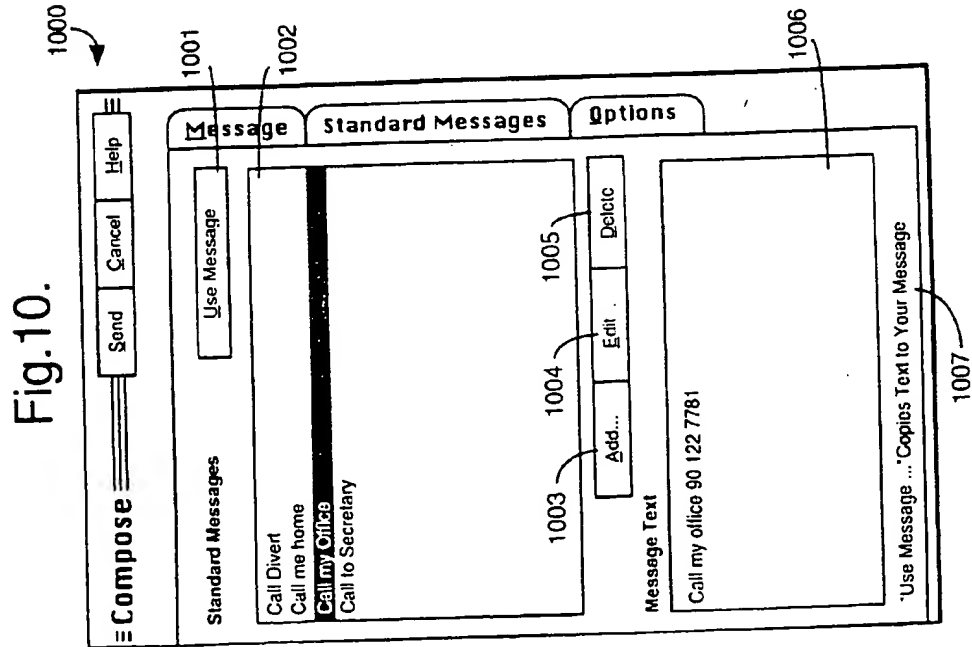 Fig.10.
1000
Compose
Send Cancel Help
Message
Standard Messages
Options
Standard Messages
Use Message
1001
1002
Call Divert
Call me home
Call my Office
Call to Secretary
1003
1004
1005
Add...
Edit .
Delete
Message Text
Call my office 90 122 7781
1006
"Use Message ..."Copies Text to Your Message
1007